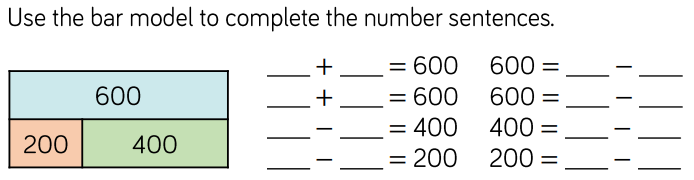 Use the bar model to complete the number sentences.
600
200 400
___ + ___ = 600 600 = ___ − ___
___ + ___ = 600 600 = ___ − ___
___ − ___ = 400 400 = ___ − ___
___ − ___ = 200 200 = ___ − ___